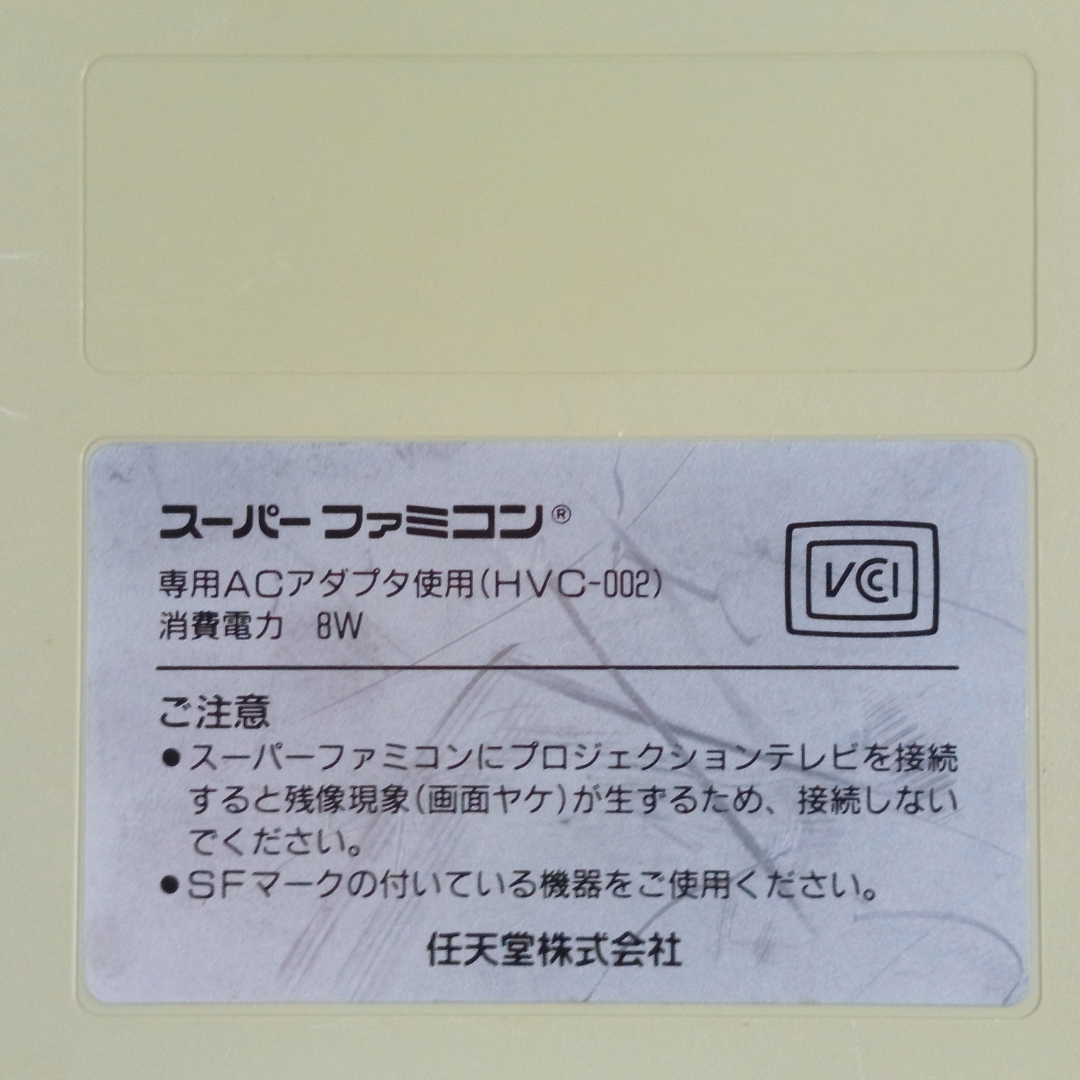 スーパーファミコン®
専用ACアダプタ使用(HVC-002)
消費電力 8W
VCCI
ご注意
●スーパーファミコンにプロジェクションテレビを接続
すると残像現象(画面ヤケ)が生ずるため、接続しない
でください。
●SFマークの付いている機器をご使用ください。
任天堂株式会社